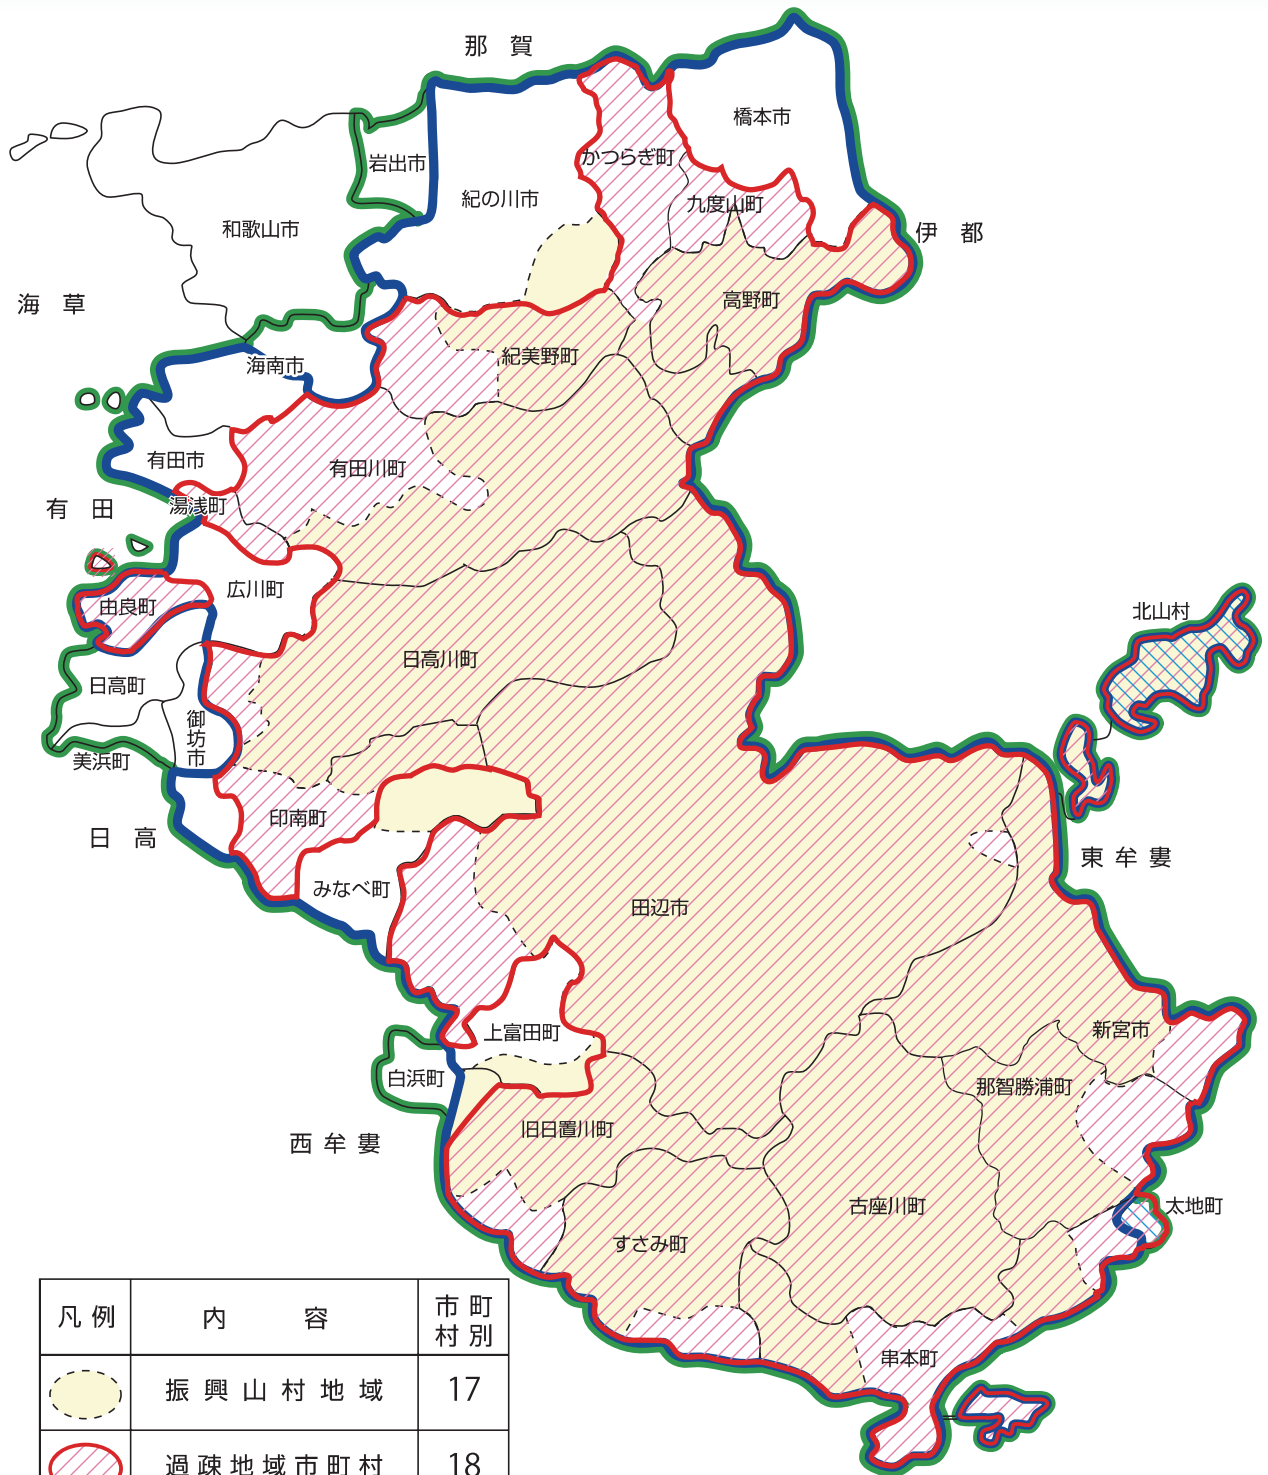 那賀
橋本市
かつらぎ町
岩出市
紀の川市
九度山町
和歌山市
伊都
高野町
海草
紀美野町
海南市
有田市
有田川町
湯浅町
有田
広川町
由良町
北山村
日高川町
日高町
御坊市
美浜町
印南町
日高
東牟婁
みなべ町
田辺市
上富田町
新宮市
白浜町
那智勝浦町
旧日置川町
西牟婁
古座川町
太地町
すさみ町
串本町
凡例 内容 市町村別
振興山村地域 17
過疎地域市町村 18